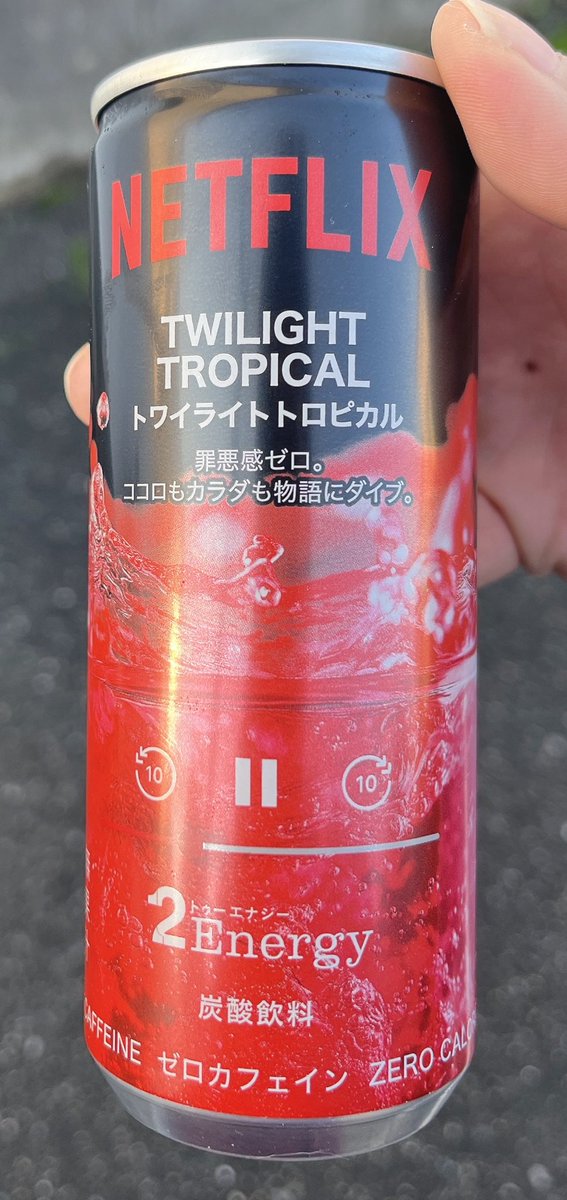 NETFLIX
TWILIGHT
TROPICAL
トワイライトトロピカル
罪悪感ゼロ。
ココロもカラダも物語にダイブ。
10 10
トゥーエナジー
2Energy
炭酸飲料
CAFFEINE ゼロカフェイン ZERO